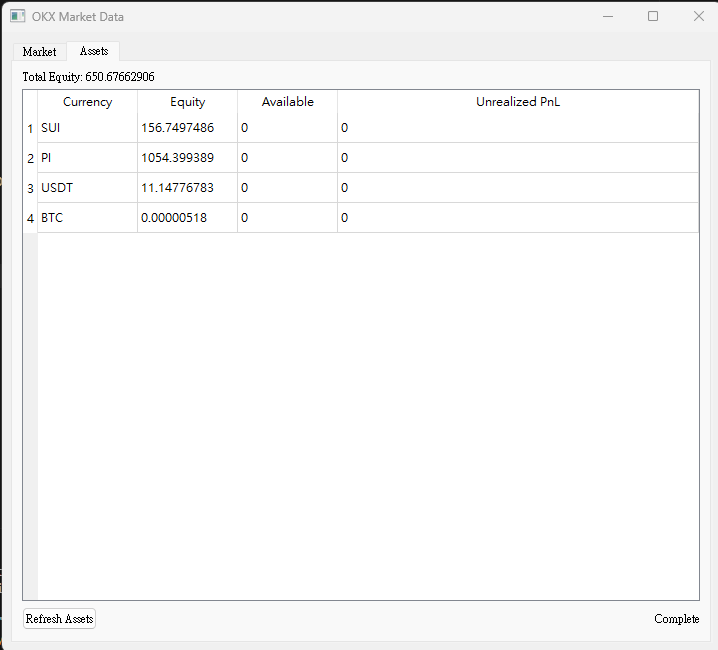 OKX Market Data
Market Assets
Total Equity: 650.67662906
Currency Equity Available Unrealized PnL
1 SUI 156.7497486 0 0
2 PI 1054.399389 0 0
3 USDT 11.14776783 0 0
4 BTC 0.00000518 0 0
Refresh Assets Complete